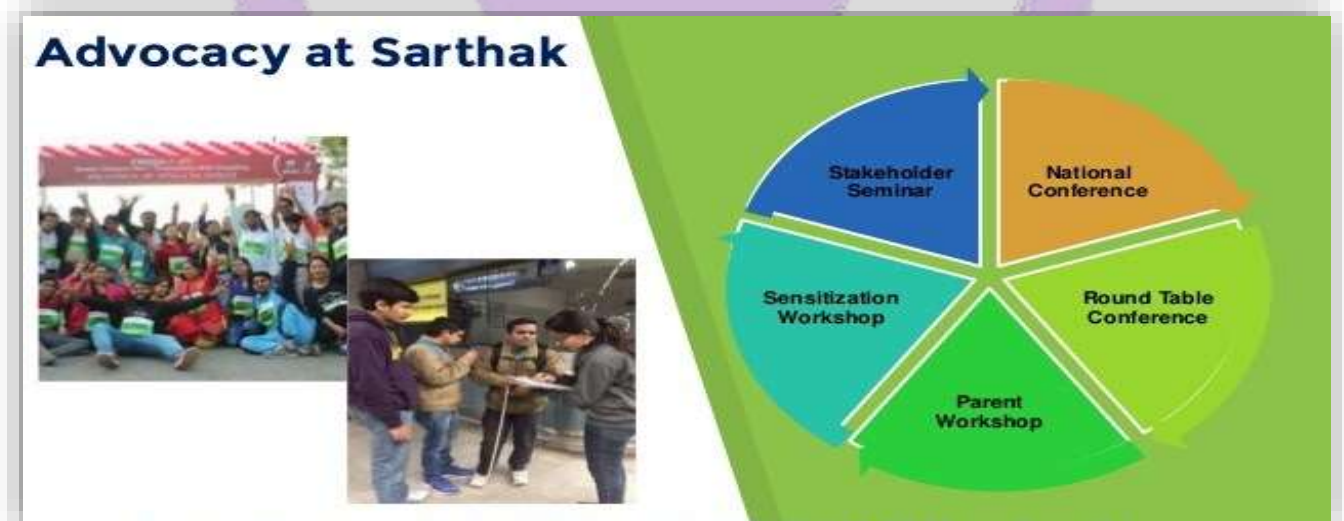 Advocacy at Sarthak
Stakeholder
Seminar
National
Conference
Sensitization
Workshop
Round Table
Conference
Parent
Workshop